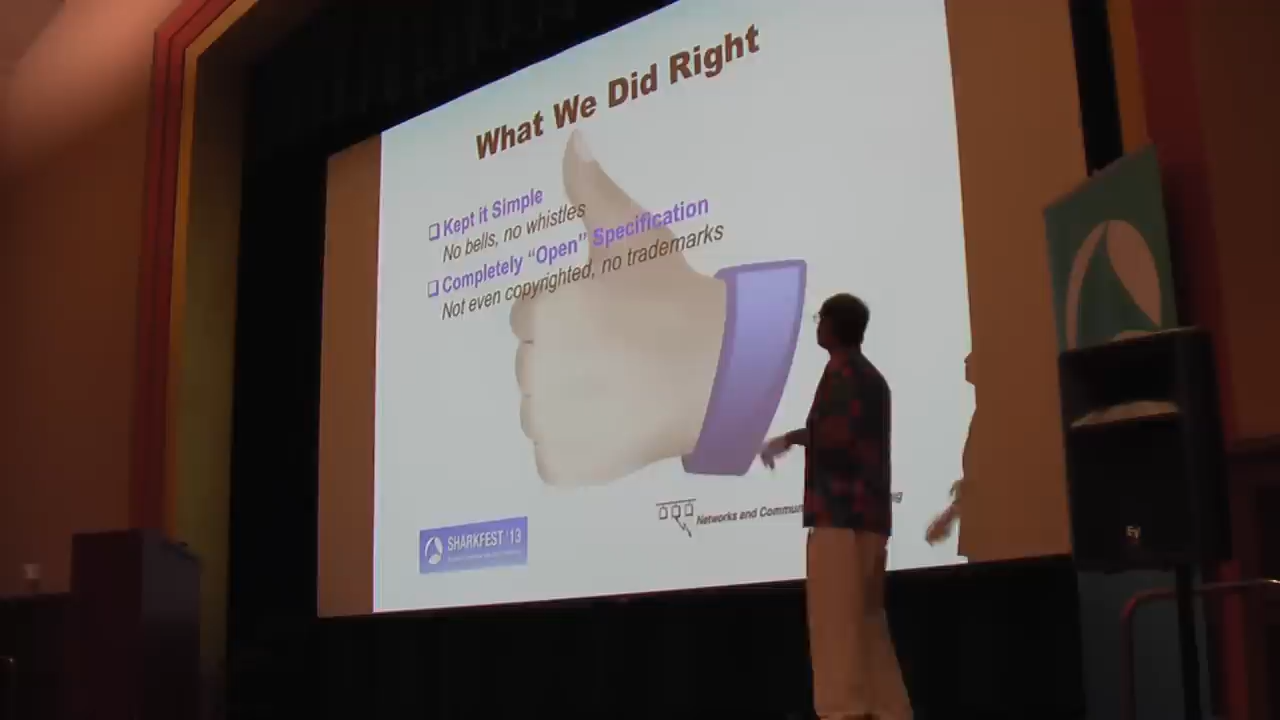 What We Did Right
Kept it Simple
No bells, no whistles
Completely “Open” Specification
Not even copyrighted, no trademarks
SHARKFEST '13
Networks and Commun
EV